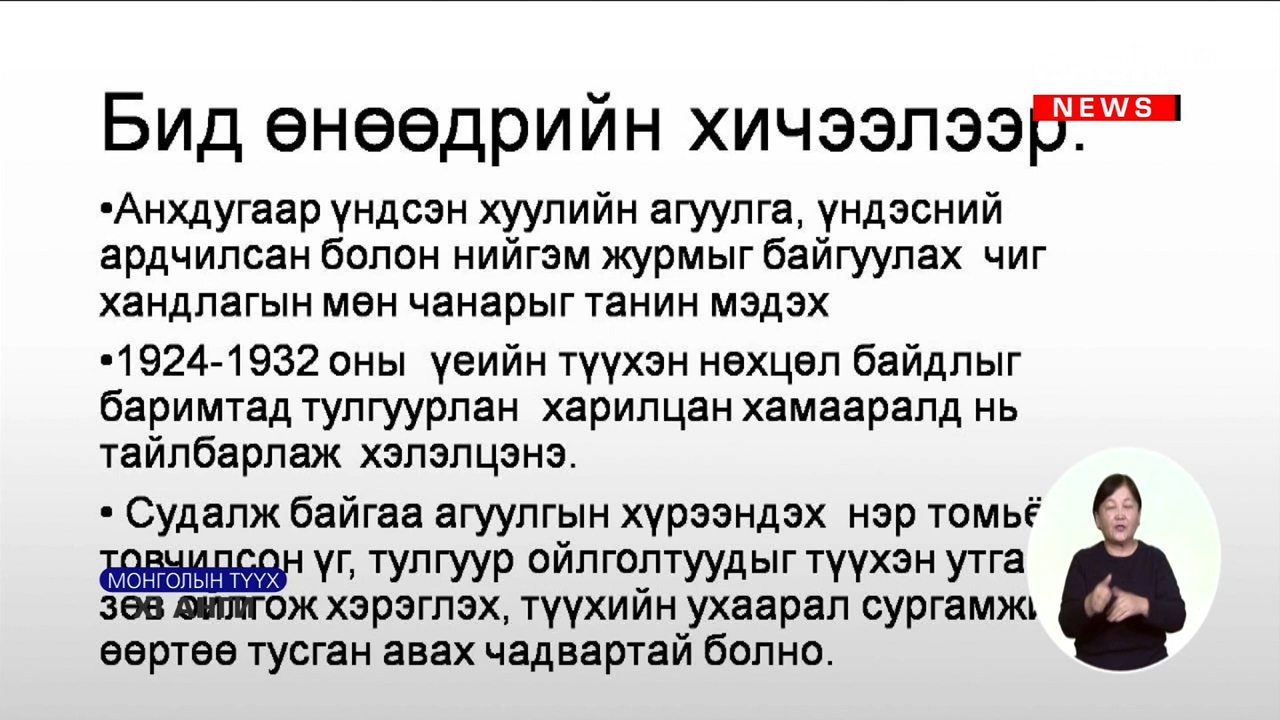 Бид өнөөдрийн хичээлээр:
NEWS
•Анхдугаар үндсэн хуулийн агуулга, үндэсний
ардчилсан болон нийгэм журмыг байгуулах чиг
хандлагын мөн чанарыг танин мэдэх
•1924-1932 оны үеийн түүхэн нөхцөл байдлыг
баримтад тулгуурлан харилцан хамааралд нь
тайлбарлаж хэлэлцэнэ.
• Судалж байгаа агуулгын хүрээндэх нэр томьё
товчилсон үг, тулгуур ойлголтуудыг түүхэн утга
МОНГОЛЫН ТҮҮХ
зөв ойлгож хэрэглэх, түүхийн ухаарал сургамжи
өөртөө тусган авах чадвартай болно.